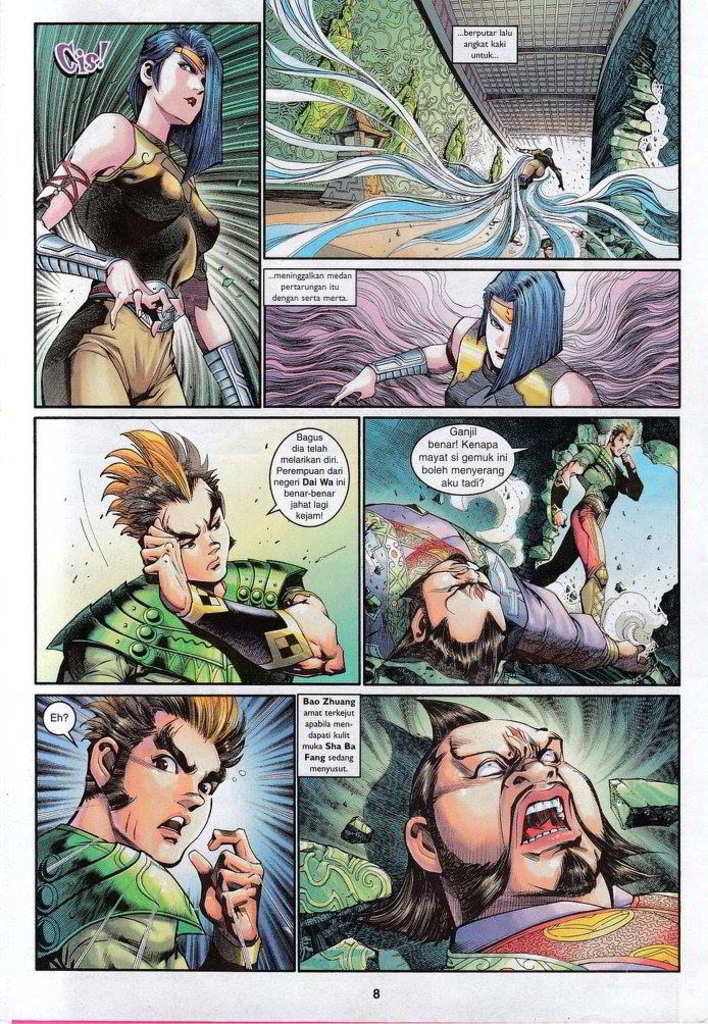 Cis!
...berputar lalu
angkat kaki
untuk...
...meninggalkan medan
pertarungan itu
dengan serta merta.
Bagus
dia telah
melarikan diri.
Perempuan dari
negeri Dai Wa ini
benar-benar
jahat lagi
kejam!
Ganjil
benar! Kenapa
mayat si gemuk ini
boleh menyerang
aku tadi?
Eh?
Bao Zhuang
amat terkejut
apabila men-
dapati kulit
muka Sha Ba
Fang sedang
menyusut.
8